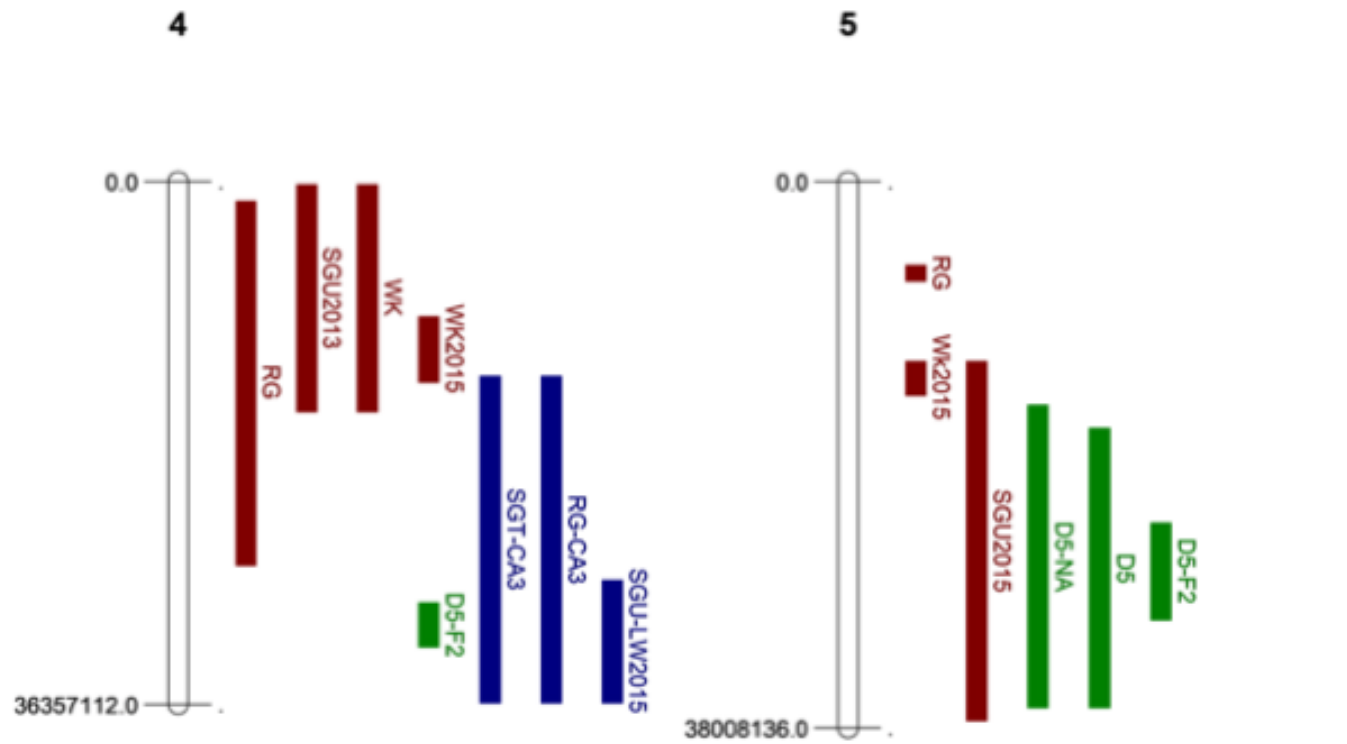 4
0.0
RG
SGU2013
WK
WK2015
SGT-CA3
RG-CA3
D5-F2
SGU-LW2015
36357112.0
5
0.0
RG
Wk2015
SGU2015
D5-NA
D5
D5-F2
38008136.0